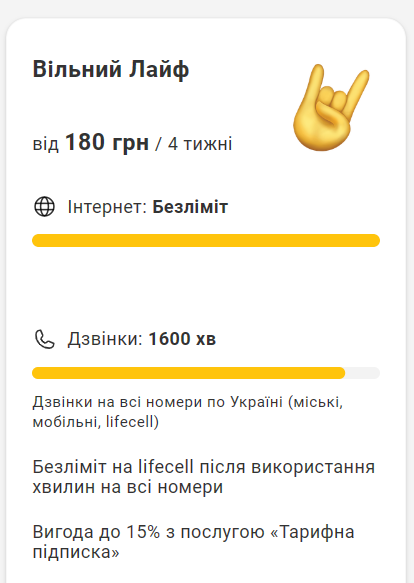 Вільний Лайф
від 180 грн / 4 тижні
Інтернет: Безліміт
Дзвінки: 1600 хв
Дзвінки на всі номери по Україні (міські,
мобільні, lifecell)
Безліміт на lifecell після використання
хвилин на всі номери
Вигода до 15% з послугою «Тарифна
підписка»